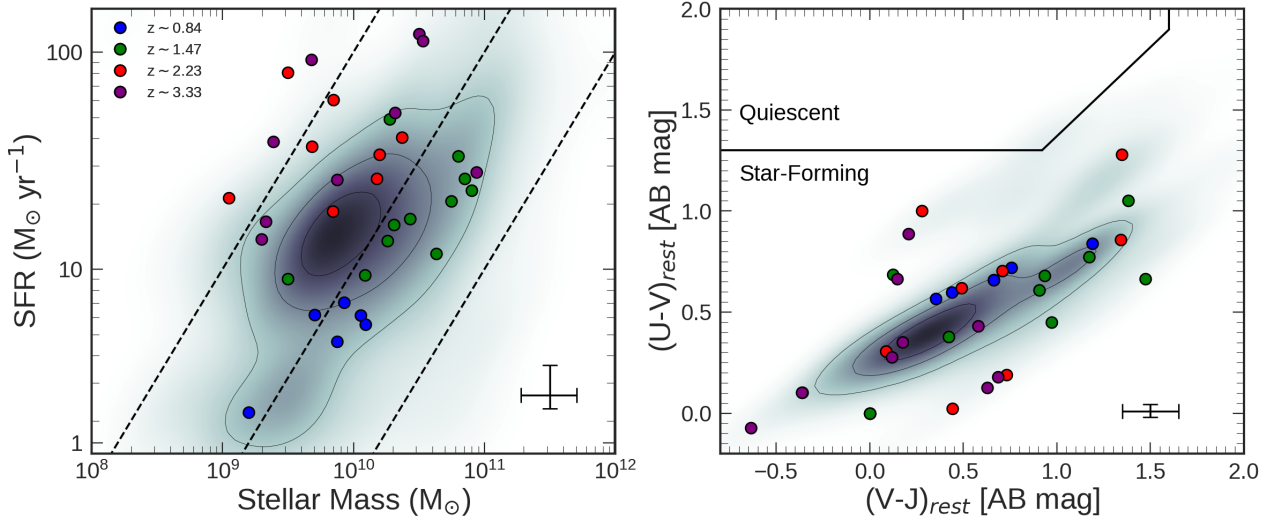 z ~ 0.84
z ~ 1.47
z ~ 2.23
z ~ 3.33
100
10
1
SFR (M⊙ yr⁻¹)
10⁸ 10⁹ 10¹⁰ 10¹¹ 10¹²
Stellar Mass (M⊙)
2.0
1.5
1.0
0.5
0.0
(U-V)rest [AB mag]
Quiescent
Star-Forming
−0.5 0.0 0.5 1.0 1.5 2.0
(V-J)rest [AB mag]